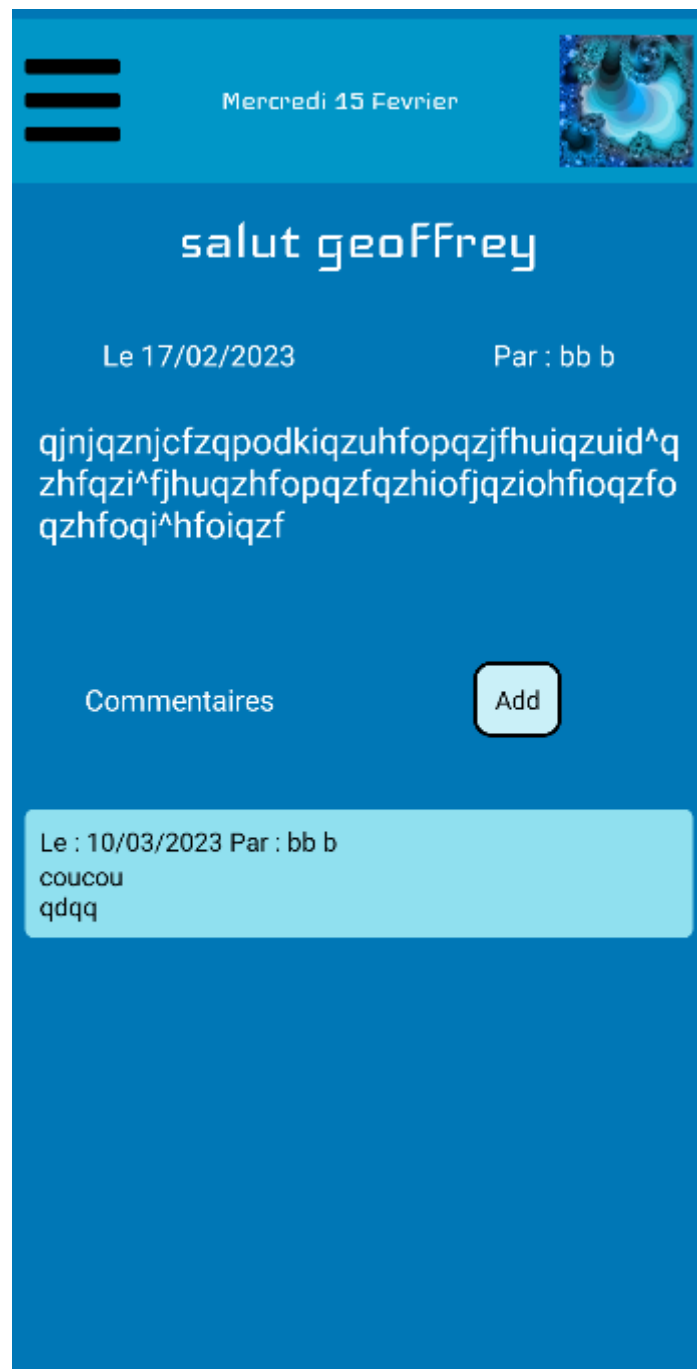 Mercredi 15 Fevrier
salut geoffrey
Le 17/02/2023 Par : bb b
qjnjqznjcfzqpodkiqzuhfopqzjfhuiqzuid^q
zhfqzi^fjhuqzhfopqzfqzhiofjqziohfioqzfo
qzhfoqi^hfoiqzf
Commentaires Add
Le : 10/03/2023 Par : bb b
coucou
qdqq